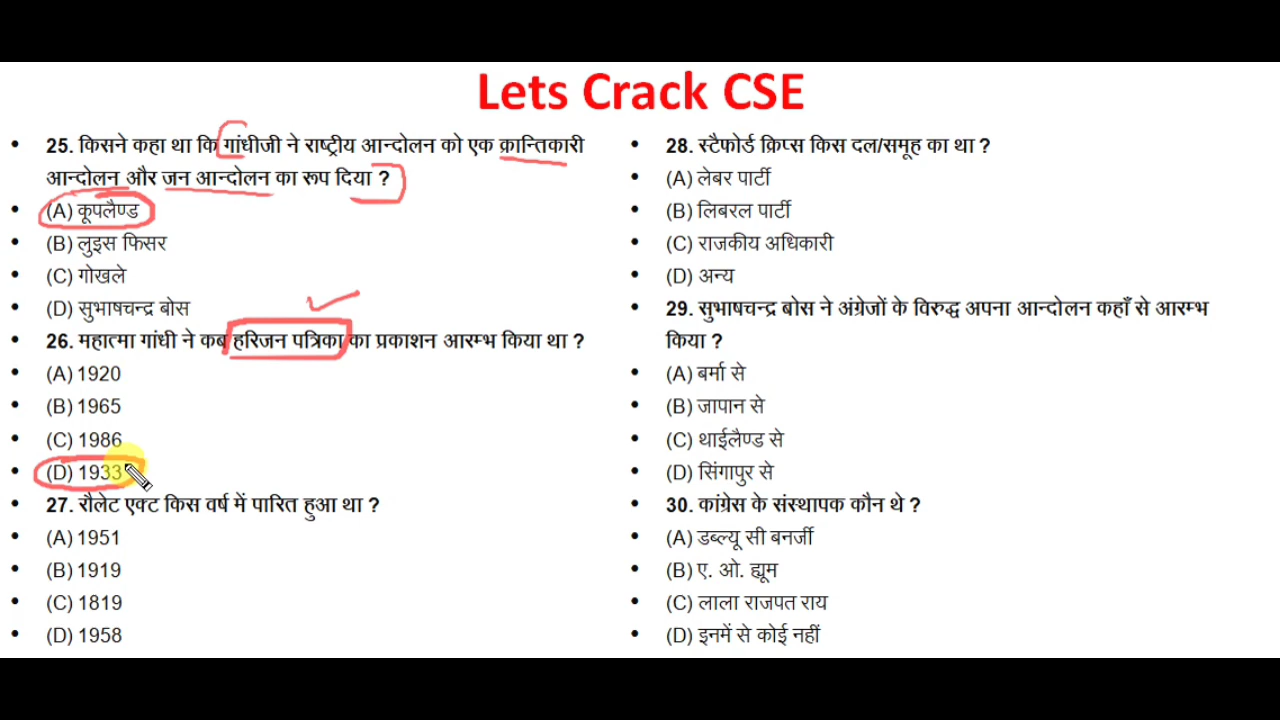 Lets Crack CSE
25. किसने कहा था कि गांधीजी ने राष्ट्रीय आन्दोलन को एक क्रान्तिकारी
आन्दोलन और जन आन्दोलन का रूप दिया ?
(A) कूपलैण्ड
(B) लुइस फिसर
(C) गोखले
(D) सुभाषचन्द्र बोस
26. महात्मा गांधी ने कब हरिजन पत्रिका का प्रकाशन आरम्भ किया था ?
(A) 1920
(B) 1965
(C) 1986
(D) 1933
27. रौलेट एक्ट किस वर्ष में पारित हुआ था ?
(A) 1951
(B) 1919
(C) 1819
(D) 1958
28. स्टैफोर्ड क्रिप्स किस दल/समूह का था ?
(A) लेबर पार्टी
(B) लिबरल पार्टी
(C) राजकीय अधिकारी
(D) अन्य
29. सुभाषचन्द्र बोस ने अंग्रेजों के विरुद्ध अपना आन्दोलन कहाँ से आरम्भ
किया ?
(A) बर्मा से
(B) जापान से
(C) थाईलैण्ड से
(D) सिंगापुर से
30. कांग्रेस के संस्थापक कौन थे ?
(A) डब्ल्यू सी बनर्जी
(B) ए. ओ. ह्यूम
(C) लाला राजपत राय
(D) इनमें से कोई नहीं